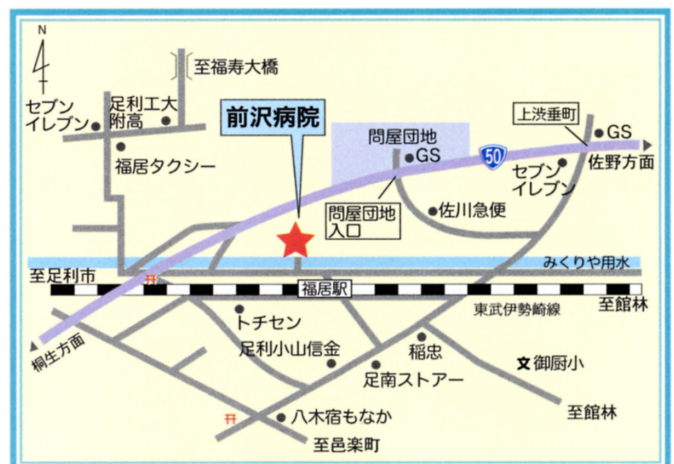 N
至福寿大橋
セブン
イレブン
足利工大
附高
福居タクシー
前沢病院
問屋団地
GS
50
上渋垂町
GS
佐野方面
セブン
イレブン
佐川急便
問屋団地
入口
みくりや用水
至足利市
福居駅
東武伊勢崎線
至館林
桐生方面
トチセン
足利小山信金
稲忠
足南ストアー
文
御厨小
至館林
八木宿もなか
至邑楽町